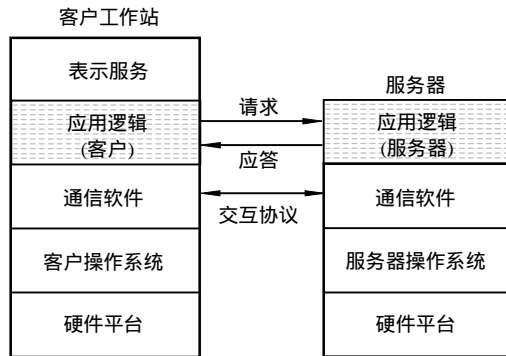 客户工作站
表示服务
应用逻辑
(客户)
通信软件
客户操作系统
硬件平台
请求
应答
交互协议
服务器
应用逻辑
(服务器)
通信软件
服务器操作系统
硬件平台